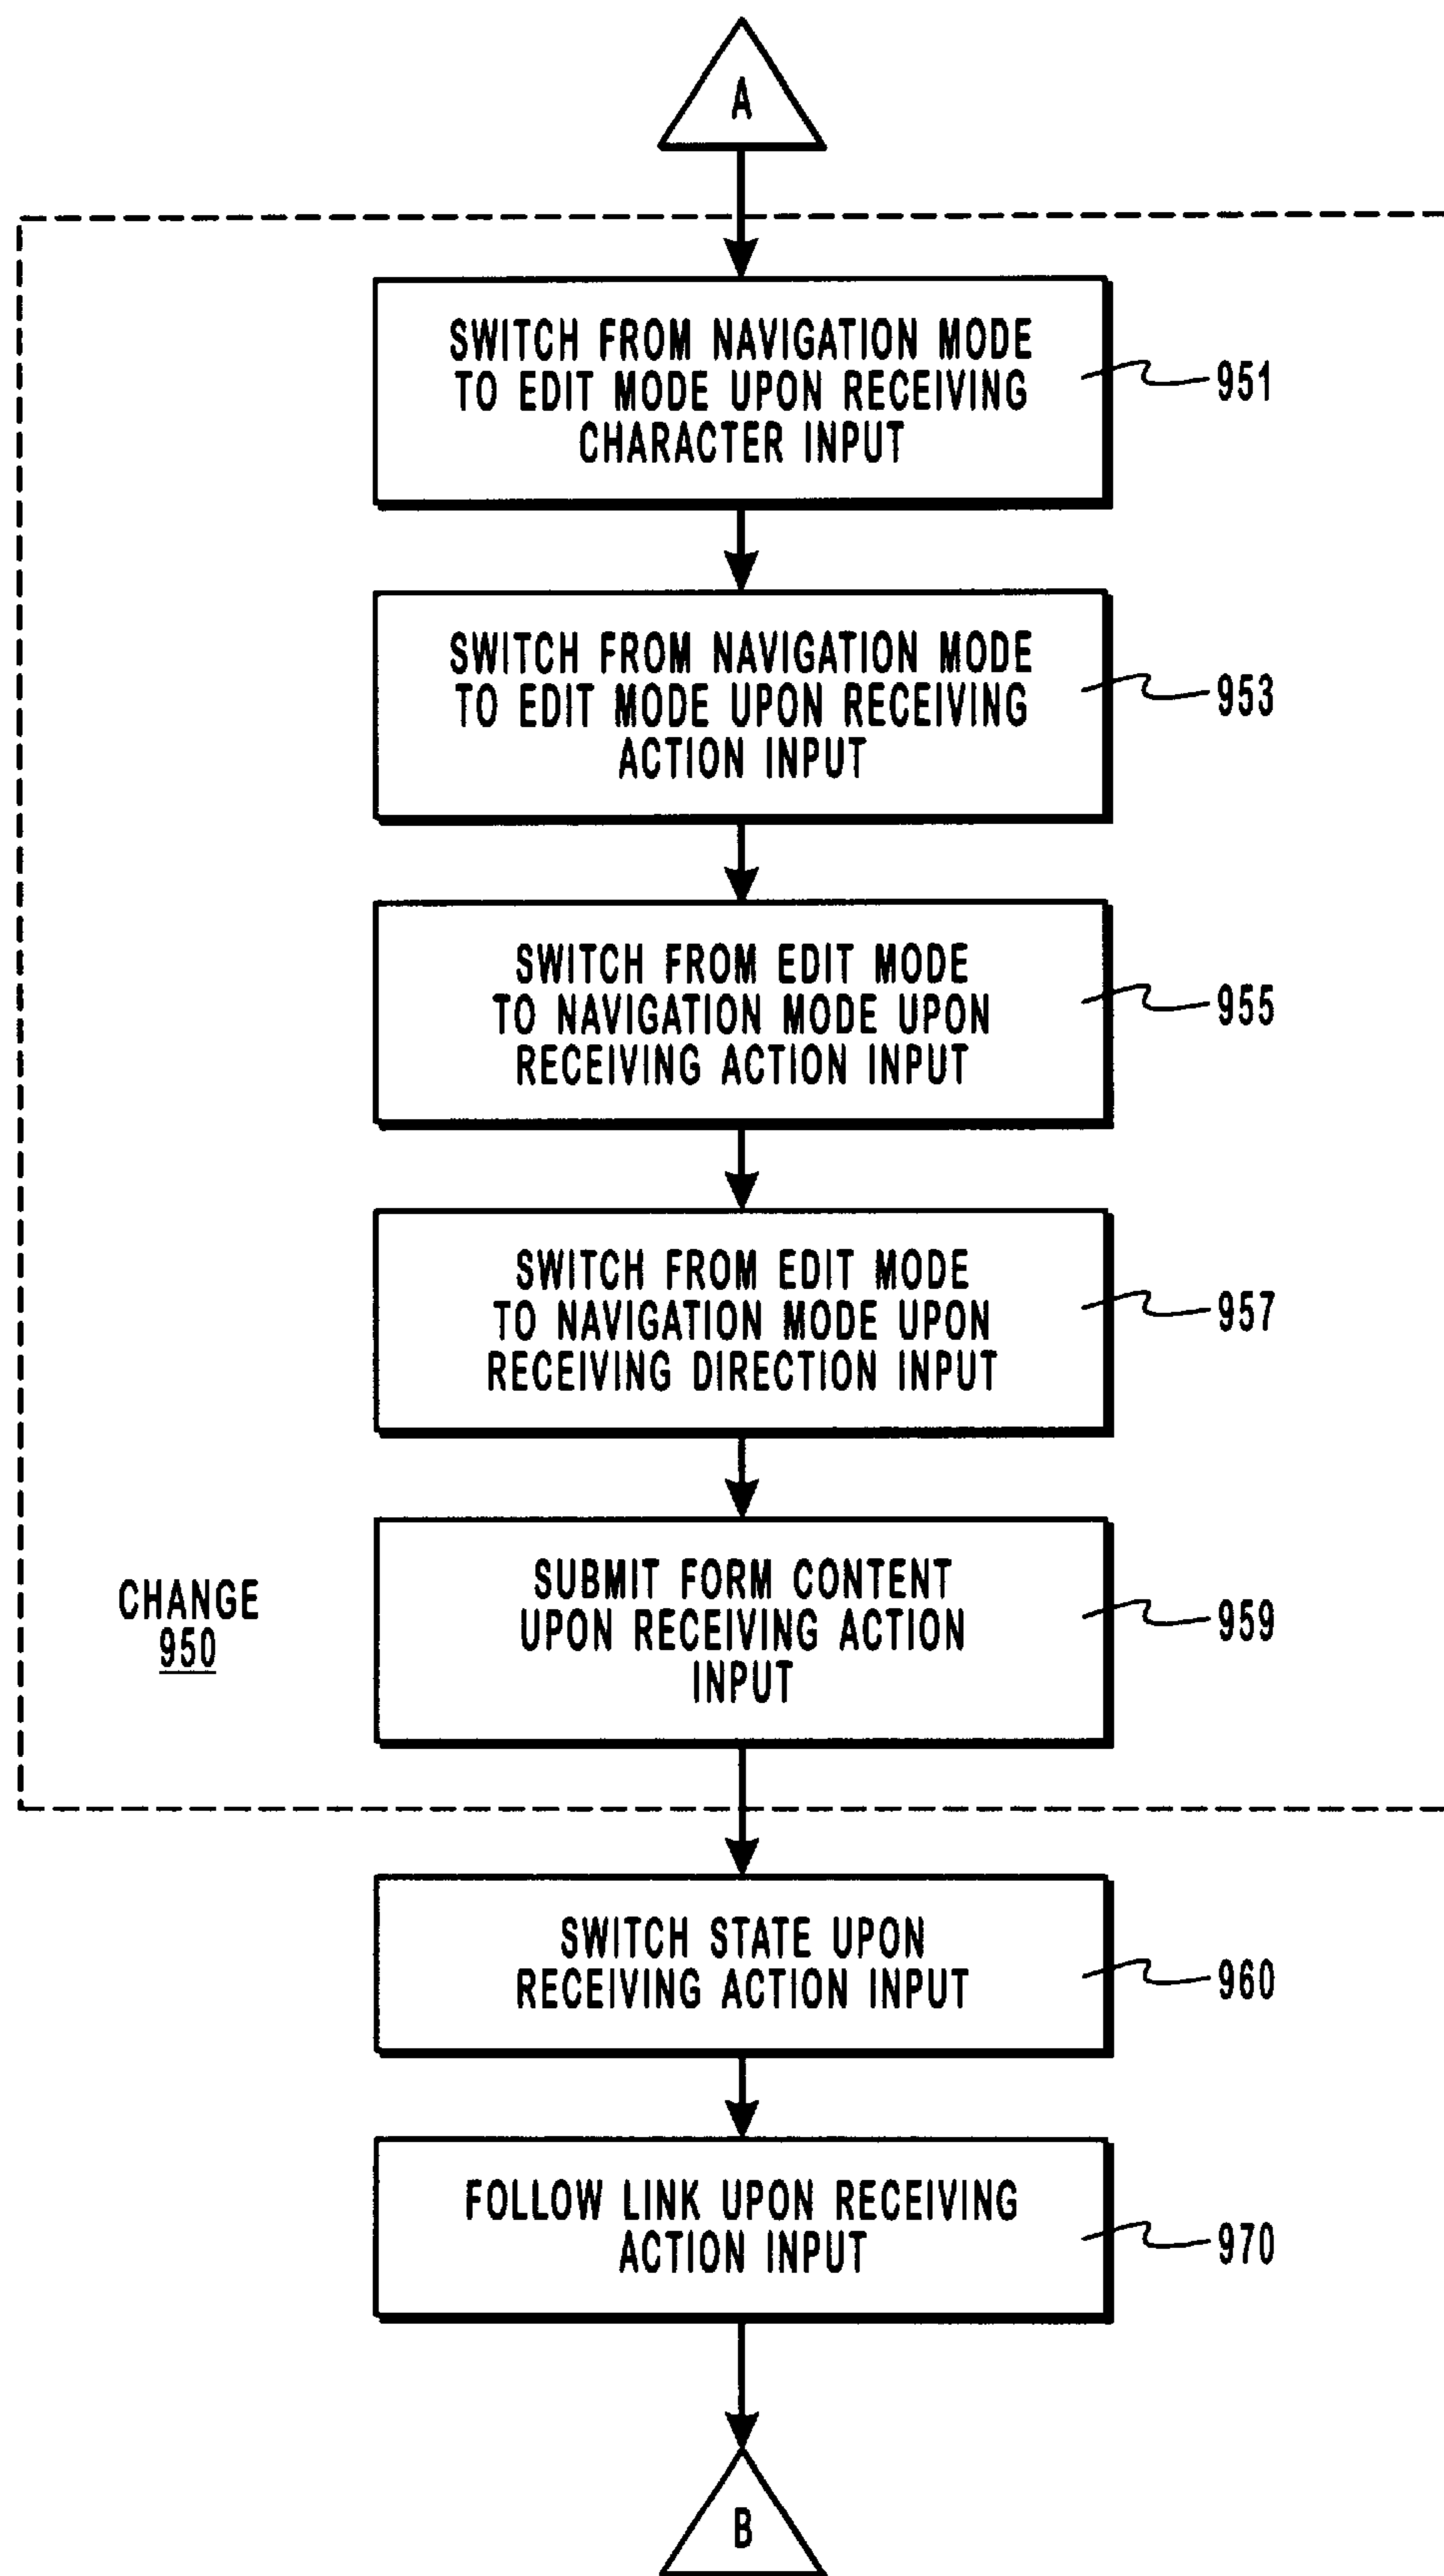 A
SWITCH FROM NAVIGATION MODE
TO EDIT MODE UPON RECEIVING
CHARACTER INPUT
951
SWITCH FROM NAVIGATION MODE
TO EDIT MODE UPON RECEIVING
ACTION INPUT
953
SWITCH FROM EDIT MODE
TO NAVIGATION MODE UPON
RECEIVING ACTION INPUT
955
SWITCH FROM EDIT MODE
TO NAVIGATION MODE UPON
RECEIVING DIRECTION INPUT
957
CHANGE
950
SUBMIT FORM CONTENT
UPON RECEIVING ACTION
INPUT
959
SWITCH STATE UPON
RECEIVING ACTION INPUT
960
FOLLOW LINK UPON RECEIVING
ACTION INPUT
970
B